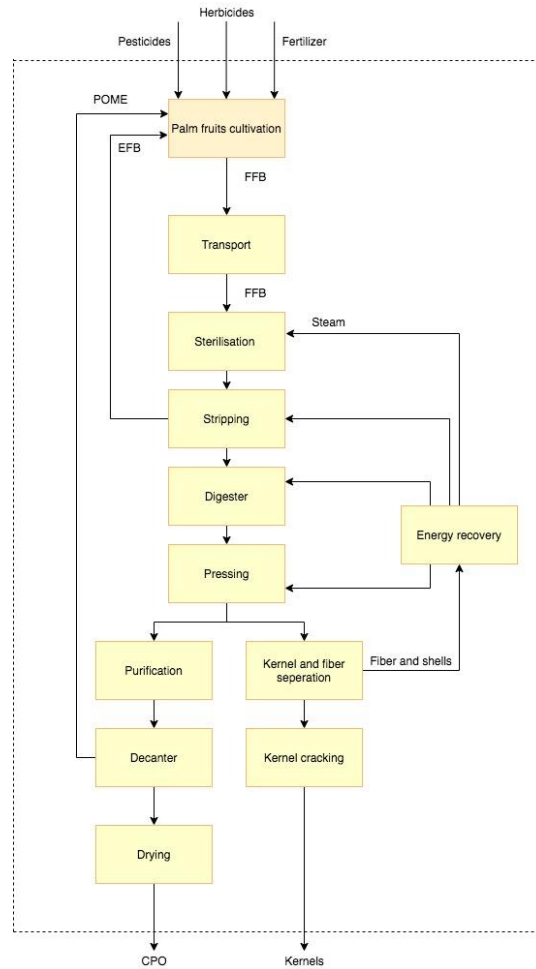 Herbicides
Pesticides
Fertilizer
POME
Palm fruits cultivation
EFB
FFB
Transport
FFB
Steam
Sterilisation
Stripping
Digester
Energy recovery
Pressing
Purification
Kernel and fiber
seperation
Fiber and shells
Decanter
Kernel cracking
Drying
CPO
Kernels